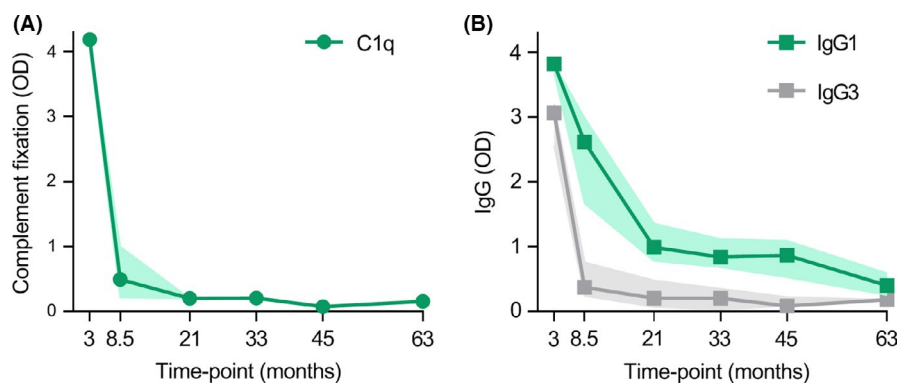 (A)
Complement fixation (OD)
4
3
2
1
0
3 8.5 21 33 45 63
Time-point (months)
C1q
(B)
IgG (OD)
4
3
2
1
0
3 8.5 21 33 45 63
Time-point (months)
IgG1
IgG3